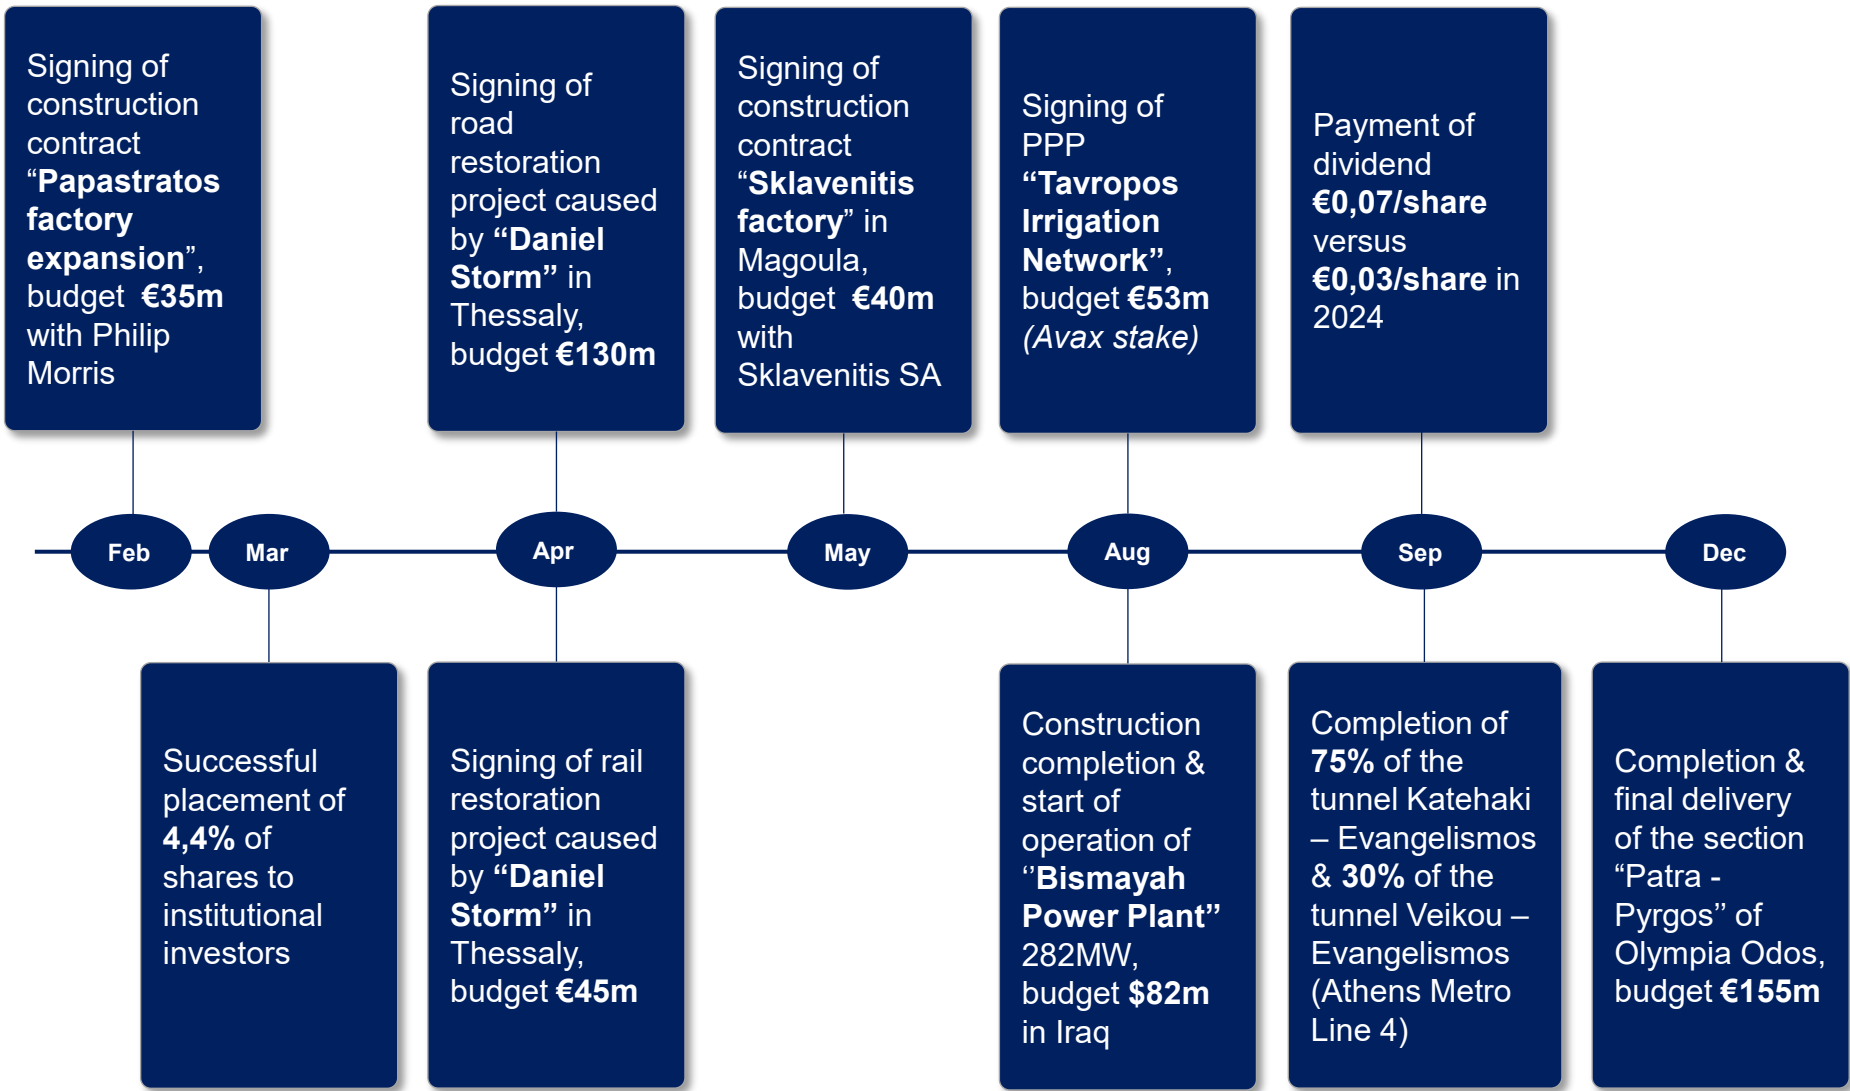 Signing of
construction
contract
“Papastratos
factory
expansion”,
budget €35m
with Philip
Morris
Signing of
road
restoration
project caused
by “Daniel
Storm” in
Thessaly,
budget €130m
Signing of
construction
contract
“Sklavenitis
factory” in
Magoula,
budget €40m
with
Sklavenitis SA
Signing of
PPP
“Tavropos
Irrigation
Network”,
budget €53m
(Avax stake)
Payment of
dividend
€0,07/share
versus
€0,03/share in
2024
Feb
Mar
Apr
May
Aug
Sep
Dec
Successful
placement of
4,4% of
shares to
institutional
investors
Signing of rail
restoration
project caused
by “Daniel
Storm” in
Thessaly,
budget €45m
Construction
completion &
start of
operation of
‘’Bismayah
Power Plant’’
282MW,
budget $82m
in Iraq
Completion of
75% of the
tunnel Katehaki
– Evangelismos
& 30% of the
tunnel Veikou –
Evangelismos
(Athens Metro
Line 4)
Completion &
final delivery
of the section
“Patra -
Pyrgos’’ of
Olympia Odos,
budget €155m